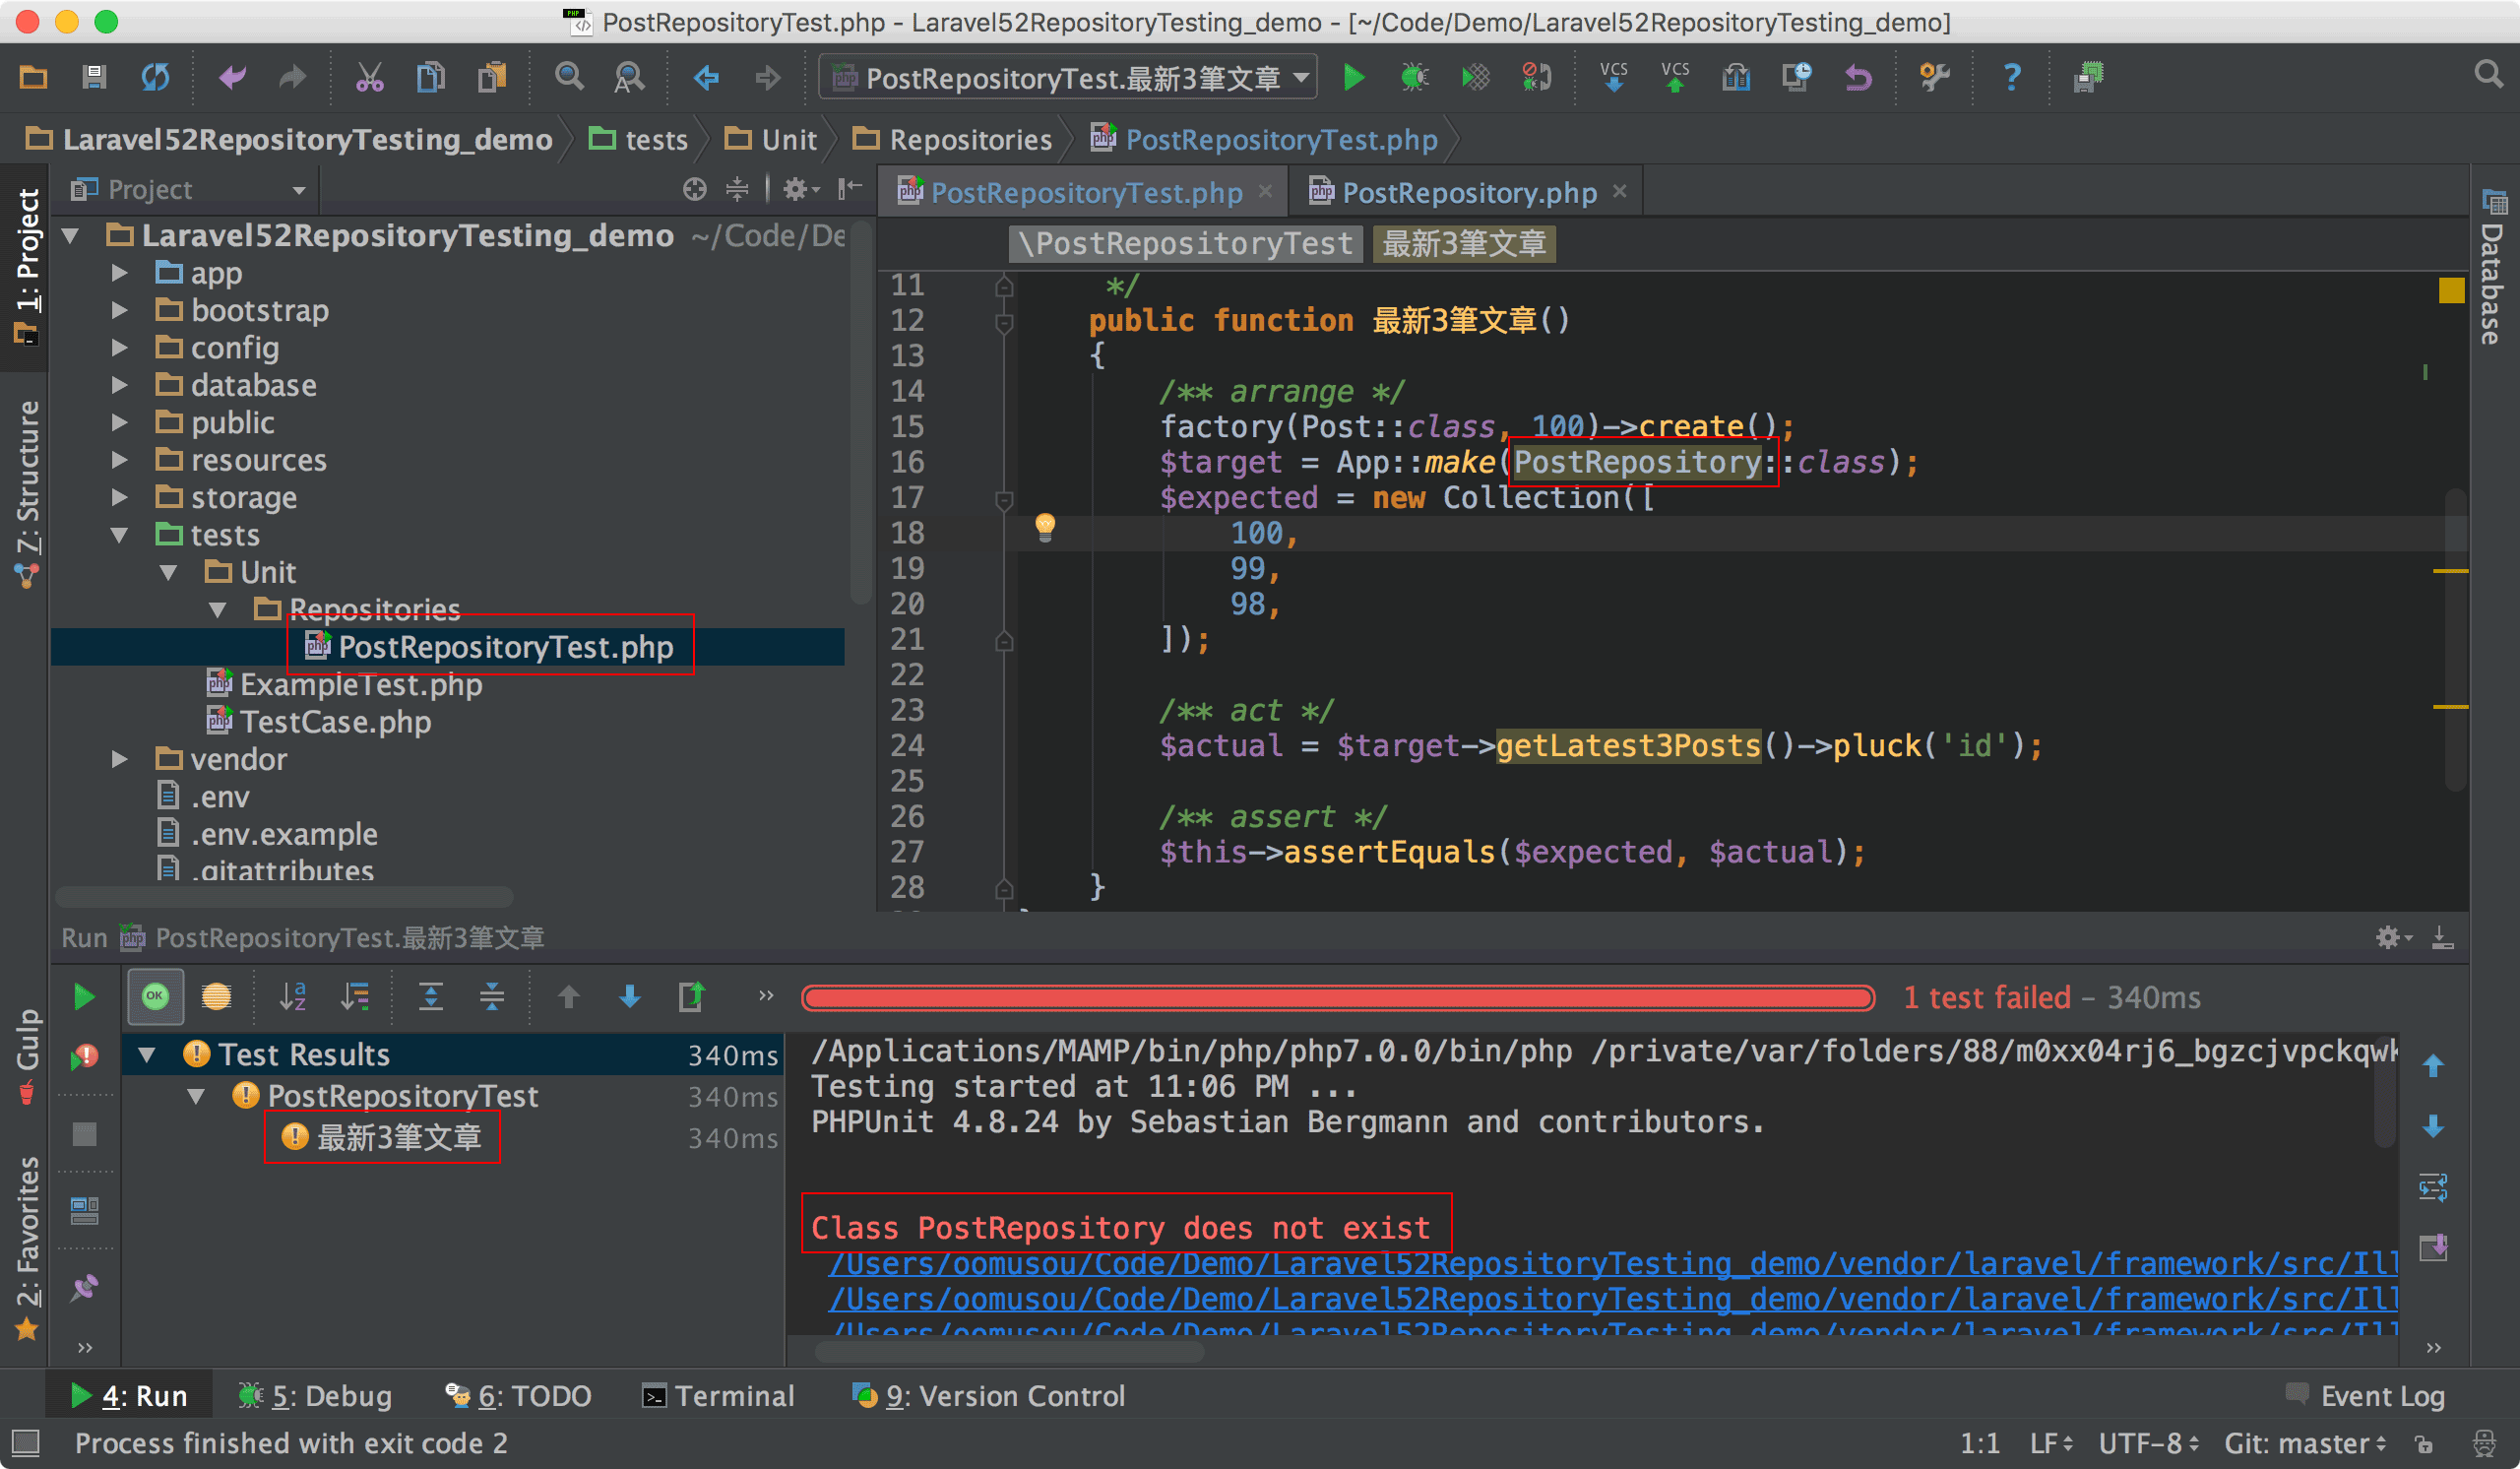 PostRepositoryTest.php - Laravel52RepositoryTesting_demo - [~/Code/Demo/Laravel52RepositoryTesting_demo]
PostRepositoryTest.最新3筆文章
VCS
VCS
Laravel52RepositoryTesting_demo
tests
Unit
Repositories
PostRepositoryTest.php
1: Project
7: Structure
Gulp
2: Favorites
Project
Laravel52RepositoryTesting_demo ~/Code/De
app
bootstrap
config
database
public
resources
storage
tests
Unit
Repositories
PostRepositoryTest.php
ExampleTest.php
TestCase.php
vendor
.env
.env.example
.gitattributes
PostRepositoryTest.php ×
PostRepository.php ×
Database
\PostRepositoryTest
最新3筆文章
11 */
12 public function 最新3筆文章()
13 {
14 /** arrange */
15 factory(Post::class, 100)->create();
16 $target = App::make(PostRepository::class);
17 $expected = new Collection([
18 100,
19 99,
20 98,
21 ]);
22
23 /** act */
24 $actual = $target->getLatest3Posts()->pluck('id');
25
26 /** assert */
27 $this->assertEquals($expected, $actual);
28 }
Run PostRepositoryTest.最新3筆文章
OK
1 test failed – 340ms
Test Results 340ms
PostRepositoryTest 340ms
最新3筆文章 340ms
/Applications/MAMP/bin/php/php7.0.0/bin/php /private/var/folders/88/m0xx04rj6_bgzcjvpckqwk
Testing started at 11:06 PM ...
PHPUnit 4.8.24 by Sebastian Bergmann and contributors.
Class PostRepository does not exist
/Users/oomusou/Code/Demo/Laravel52RepositoryTesting_demo/vendor/laravel/framework/src/Ill
/Users/oomusou/Code/Demo/Laravel52RepositoryTesting_demo/vendor/laravel/framework/src/Ill
/Users/oomusou/Code/Demo/Laravel52RepositoryTesting_demo/vendor/laravel/framework/src/Ill
4: Run
5: Debug
6: TODO
Terminal
9: Version Control
Event Log
Process finished with exit code 2
1:1
LF
UTF-8
Git: master